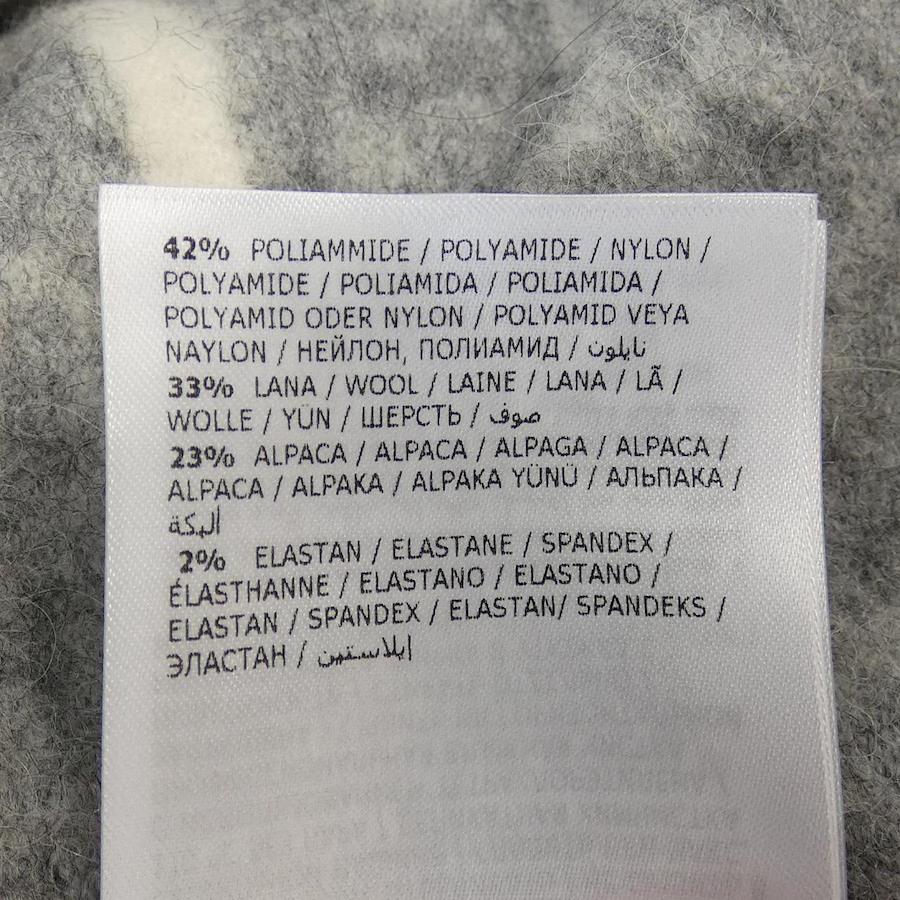 42% POLIAMMIDE / POLYAMIDE / NYLON /
POLYAMIDE / POLIAMIDA / POLIAMIDA /
POLYAMID ODER NYLON / POLYAMID VEYA
NAYLON / НЕЙЛОН, ПОЛИАМИД / نايلون
33% LANA / WOOL / LAINE / LANA / LÃ /
WOLLE / YÜN / ШЕРСТЬ / صوف
23% ALPACA / ALPACA / ALPAGA / ALPACA /
ALPACA / ALPAKA / ALPAKA YÜNÜ / АЛЬПАКА /
ألبكة
2% ELASTAN / ELASTANE / SPANDEX /
ÉLASTHANNE / ELASTANO / ELASTANO /
ELASTAN / SPANDEX / ELASTAN/ SPANDEKS /
ЭЛАСТАН / ايلاستين